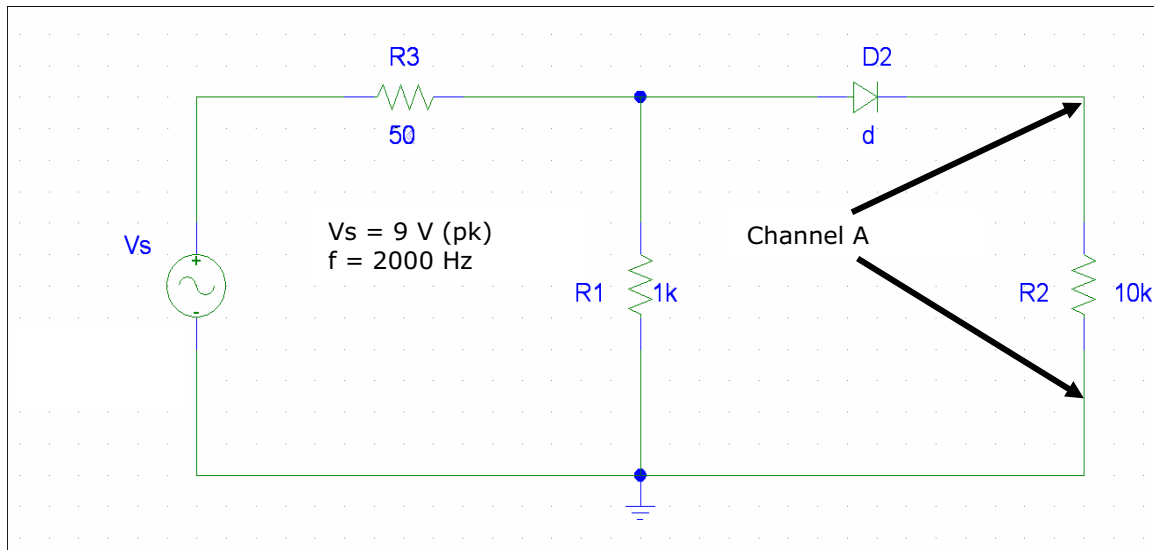 R3
50
D2
d
Vs
+
-
Vs = 9 V (pk)
f = 2000 Hz
R1
1k
Channel A
R2
10k